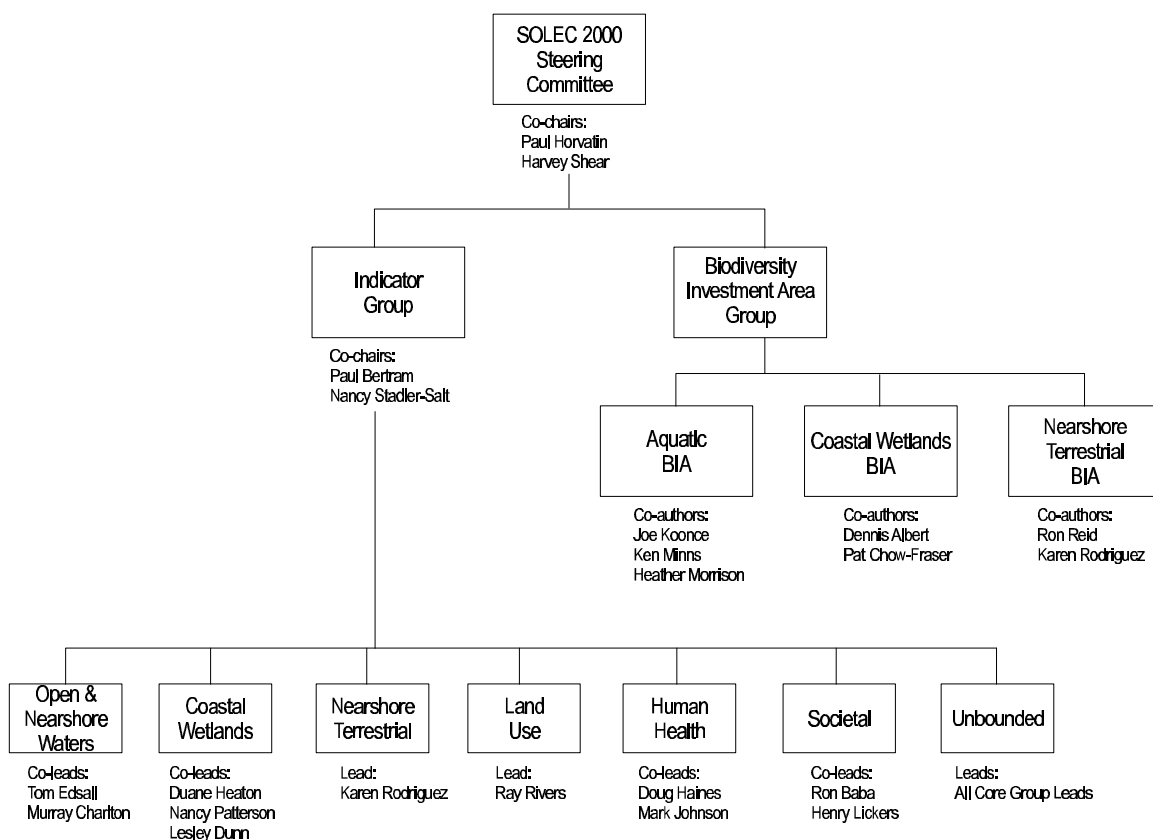 SOLEC 2000
Steering
Committee
Co-chairs:
Paul Horvatin
Harvey Shear
Indicator
Group
Co-chairs:
Paul Bertram
Nancy Stadler-Salt
Biodiversity
Investment Area
Group
Aquatic
BIA
Co-authors:
Joe Koonce
Ken Minns
Heather Morrison
Coastal Wetlands
BIA
Co-authors:
Dennis Albert
Pat Chow-Fraser
Nearshore
Terrestrial
BIA
Co-authors:
Ron Reid
Karen Rodriguez
Open &
Nearshore
Waters
Co-leads:
Tom Edsall
Murray Charlton
Coastal
Wetlands
Co-leads:
Duane Heaton
Nancy Patterson
Lesley Dunn
Nearshore
Terrestrial
Lead:
Karen Rodriguez
Land
Use
Lead:
Ray Rivers
Human
Health
Co-leads:
Doug Haines
Mark Johnson
Societal
Co-leads:
Ron Baba
Henry Lickers
Unbounded
Leads:
All Core Group Leads